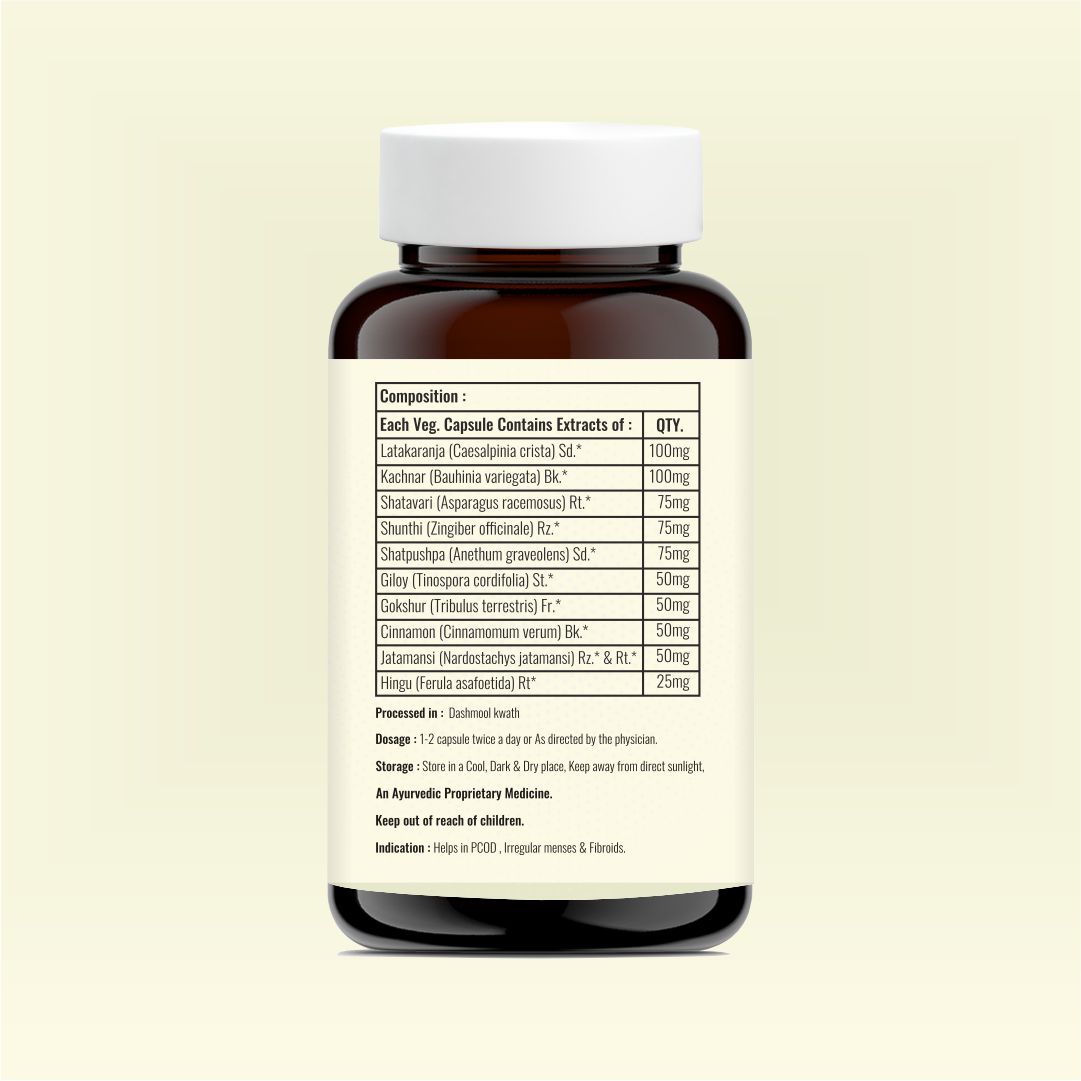 Composition :
Each Veg. Capsule Contains Extracts of : QTY.
Latakaranja (Caesalpinia crista) Sd.* 100mg
Kachnar (Bauhinia variegata) Bk.* 100mg
Shatavari (Asparagus racemosus) Rt.* 75mg
Shunthi (Zingiber officinale) Rz.* 75mg
Shatpushpa (Anethum graveolens) Sd.* 75mg
Giloy (Tinospora cordifolia) St.* 50mg
Gokshur (Tribulus terrestris) Fr.* 50mg
Cinnamon (Cinnamomum verum) Bk.* 50mg
Jatamansi (Nardostachys jatamansi) Rz.* & Rt.* 50mg
Hingu (Ferula asafoetida) Rt* 25mg
Processed in : Dashmool kwath
Dosage : 1-2 capsule twice a day or As directed by the physician.
Storage : Store in a Cool, Dark & Dry place, Keep away from direct sunlight,
An Ayurvedic Proprietary Medicine.
Keep out of reach of children.
Indication : Helps in PCOD , Irregular menses & Fibroids.